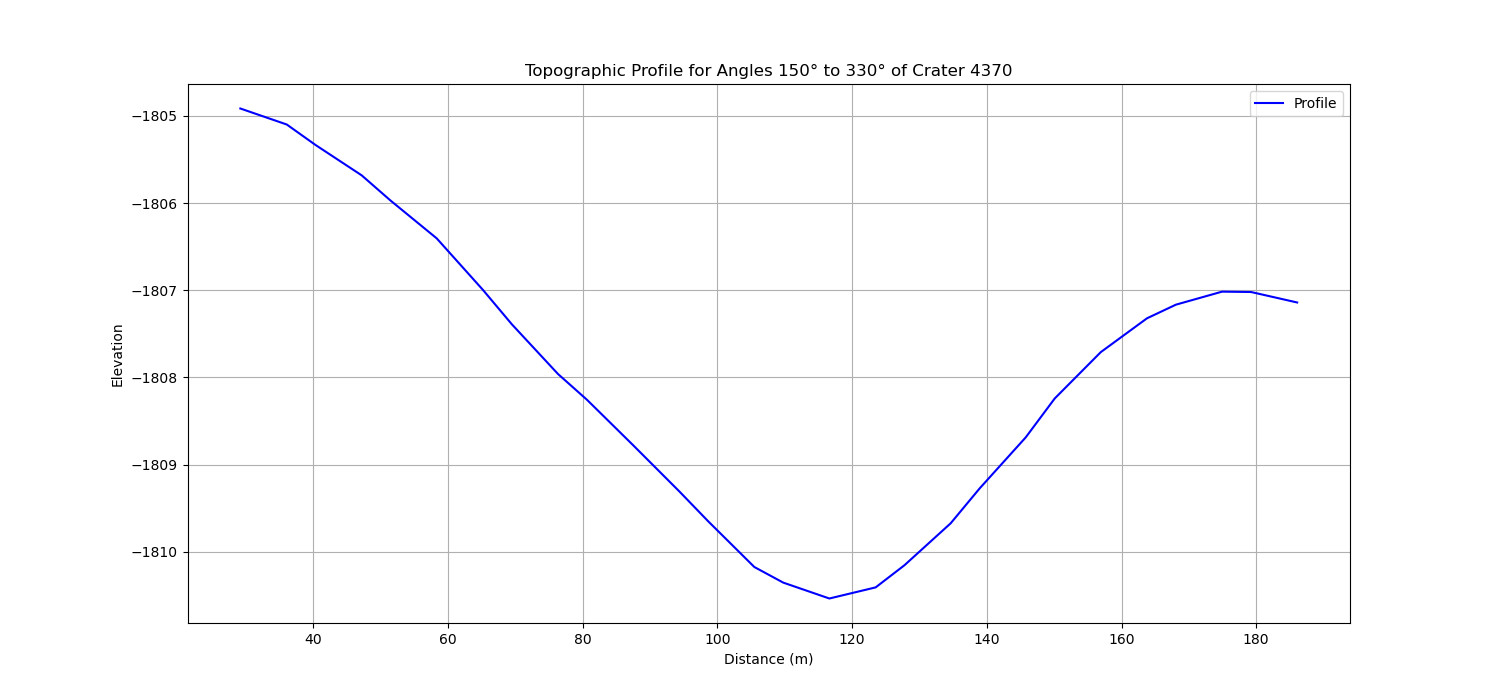 Topographic Profile for Angles 150° to 330° of Crater 4370
Profile
−1805
−1806
−1807
−1808
−1809
−1810
Elevation
40 60 80 100 120 140 160 180
Distance (m)